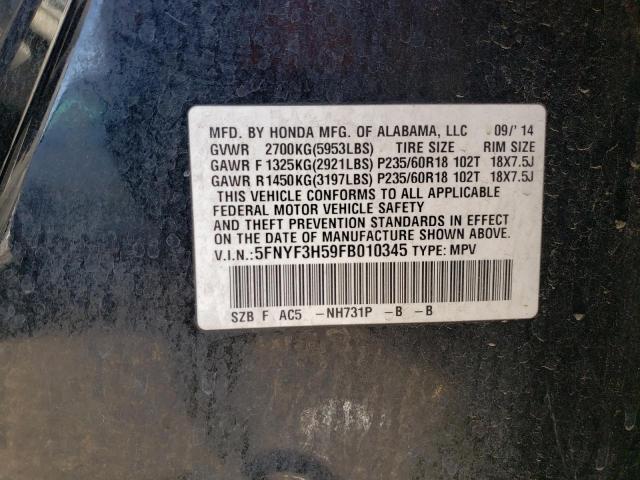 MFD. BY HONDA MFG. OF ALABAMA, LLC 09/'14
GVWR 2700KG(5953LBS) TIRE SIZE RIM SIZE
GAWR F 1325KG(2921LBS) P235/60R18 102T 18X7.5J
GAWR R1450KG(3197LBS) P235/60R18 102T 18X7.5J
THIS VEHICLE CONFORMS TO ALL APPLICABLE
FEDERAL MOTOR VEHICLE SAFETY
AND THEFT PREVENTION STANDARDS IN EFFECT
ON THE DATE OF MANUFACTURE SHOWN ABOVE.
V.I.N.:5FNYF3H59FB010345 TYPE: MPV
SZB F AC5 -NH731P -B -B